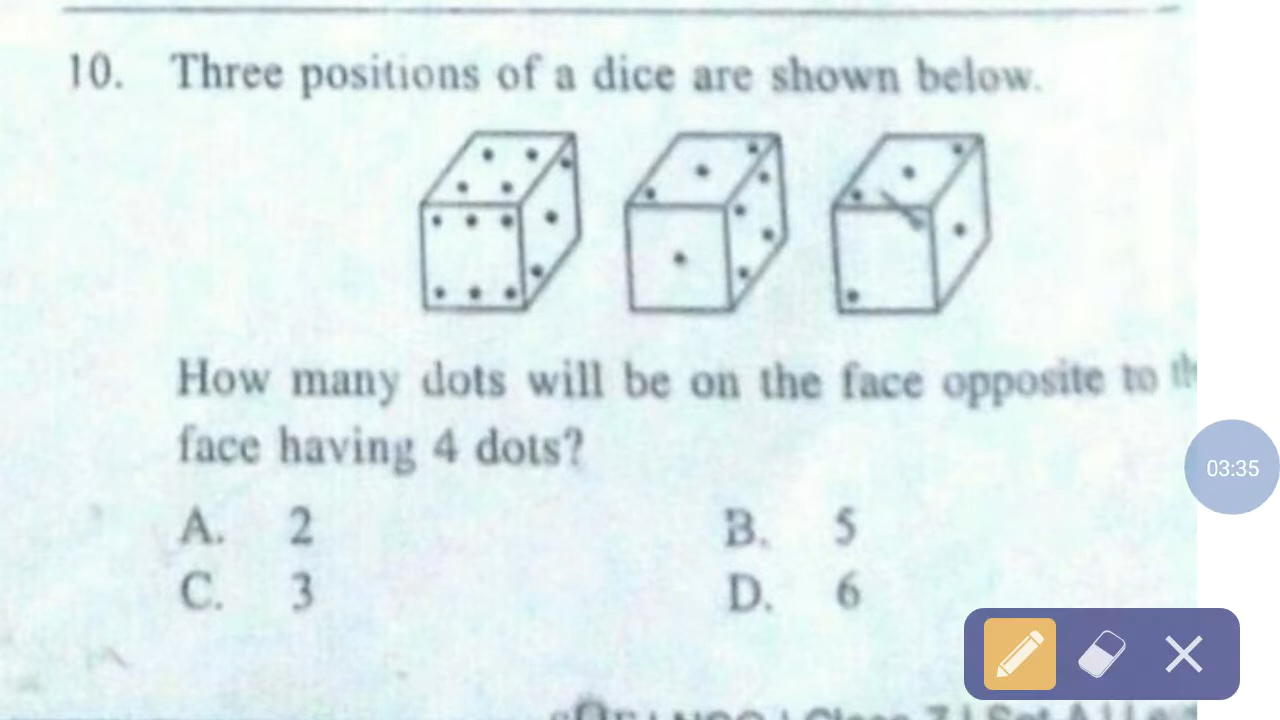 10. Three positions of a dice are shown below.
How many dots will be on the face opposite to
face having 4 dots?
A. 2 B. 5
C. 3 D. 6
03:35